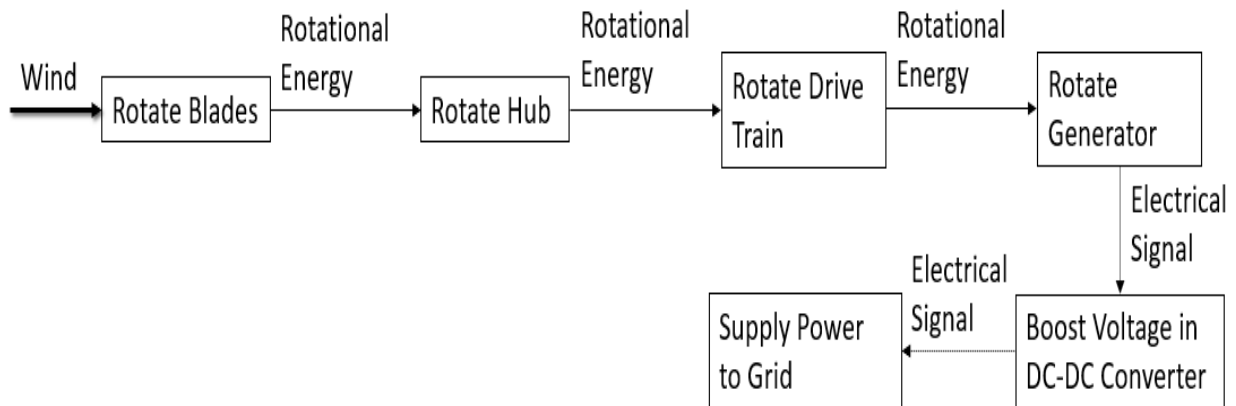 Wind
Rotate Blades
Rotational
Energy
Rotate Hub
Rotational
Energy
Rotate Drive
Train
Rotational
Energy
Rotate
Generator
Electrical
Signal
Boost Voltage in
DC-DC Converter
Electrical
Signal
Supply Power
to Grid